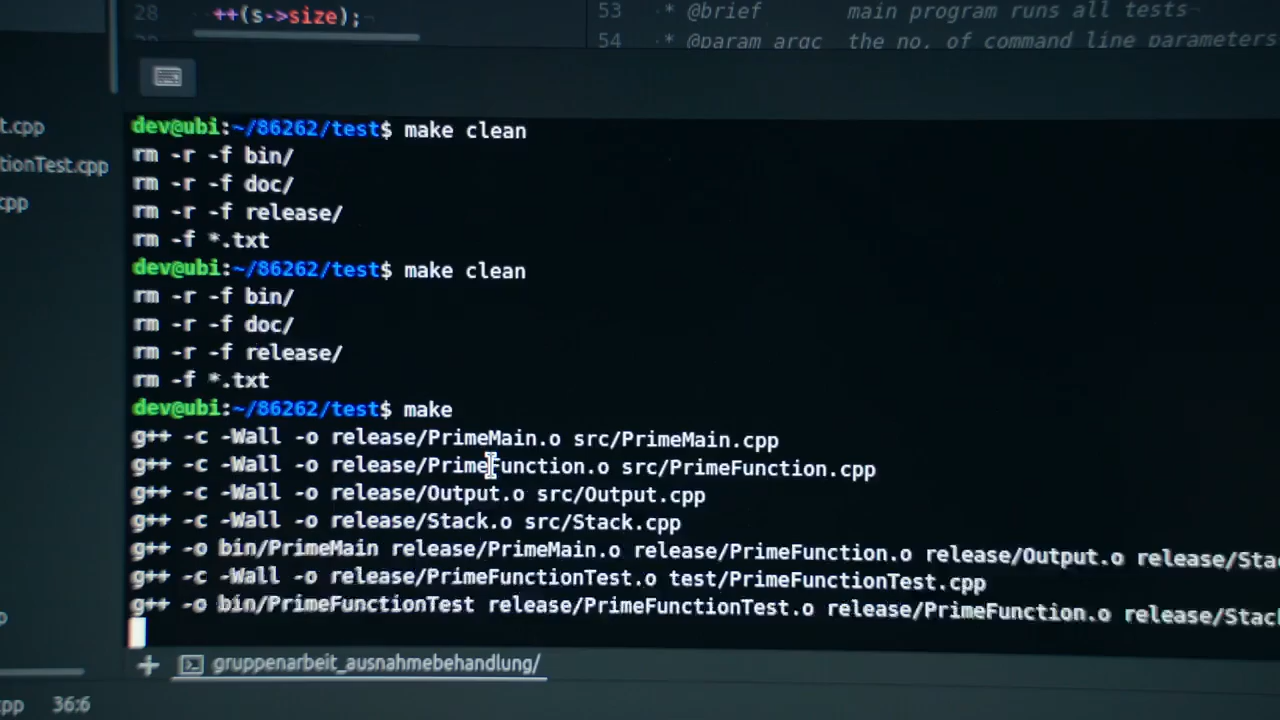 28 ++(s->size);
53 * @brief main program runs all tests
54 * @param argc the no. of command line parameters
t.cpp
tionTest.cpp
cpp
dev@ubi:~/86262/test$ make clean
rm -r -f bin/
rm -r -f doc/
rm -r -f release/
rm -f *.txt
dev@ubi:~/86262/test$ make clean
rm -r -f bin/
rm -r -f doc/
rm -r -f release/
rm -f *.txt
dev@ubi:~/86262/test$ make
g++ -c -Wall -o release/PrimeMain.o src/PrimeMain.cpp
g++ -c -Wall -o release/PrimeFunction.o src/PrimeFunction.cpp
g++ -c -Wall -o release/Output.o src/Output.cpp
g++ -c -Wall -o release/Stack.o src/Stack.cpp
g++ -o bin/PrimeMain release/PrimeMain.o release/PrimeFunction.o release/Output.o release/Stac
g++ -c -Wall -o release/PrimeFunctionTest.o test/PrimeFunctionTest.cpp
g++ -o bin/PrimeFunctionTest release/PrimeFunctionTest.o release/PrimeFunction.o release/Stack
gruppenarbeit_ausnahmebehandlung/
cpp 36:6